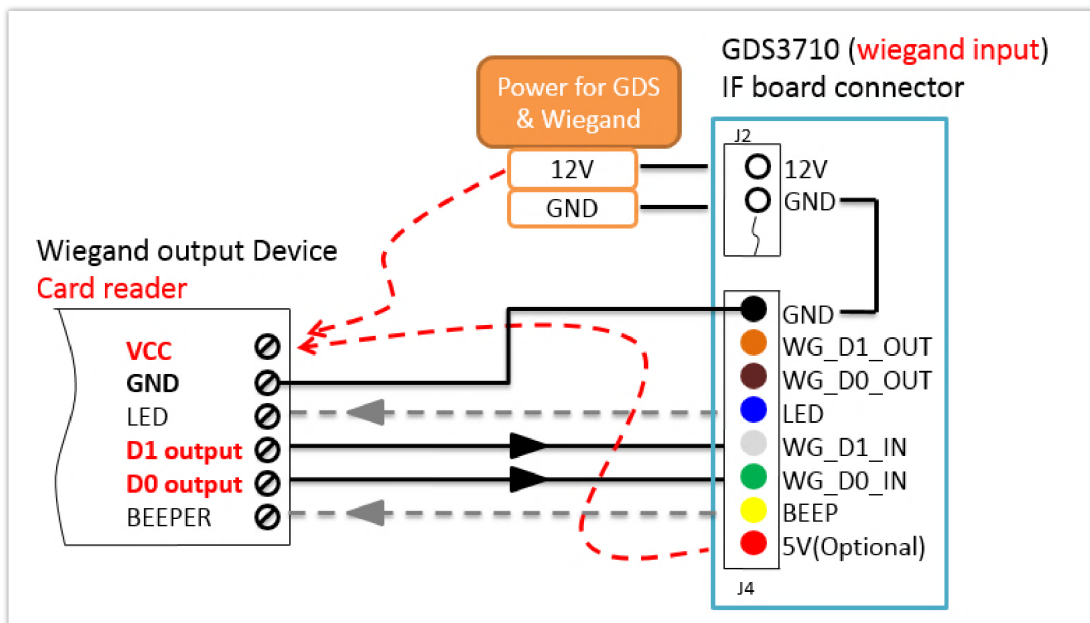 GDS3710 (wiegand input)
IF board connector
Power for GDS
& Wiegand
12V
GND
J2
12V
GND
Wiegand output Device
Card reader
VCC
GND
LED
D1 output
D0 output
BEEPER
GND
WG_D1_OUT
WG_D0_OUT
LED
WG_D1_IN
WG_D0_IN
BEEP
5V(Optional)
J4